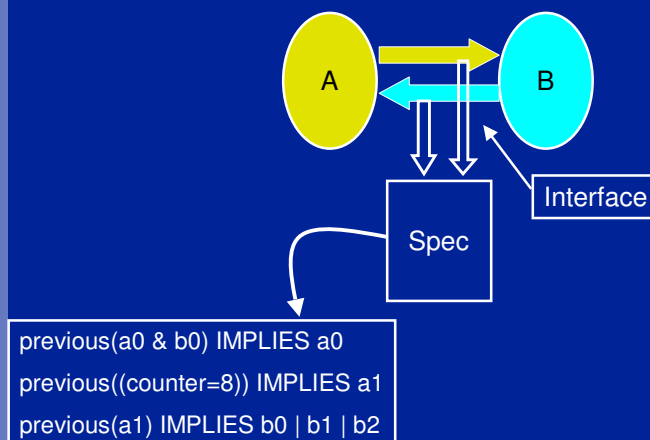 A
B
Interface
Spec
previous(a0 & b0) IMPLIES a0
previous((counter=8)) IMPLIES a1
previous(a1) IMPLIES b0 | b1 | b2